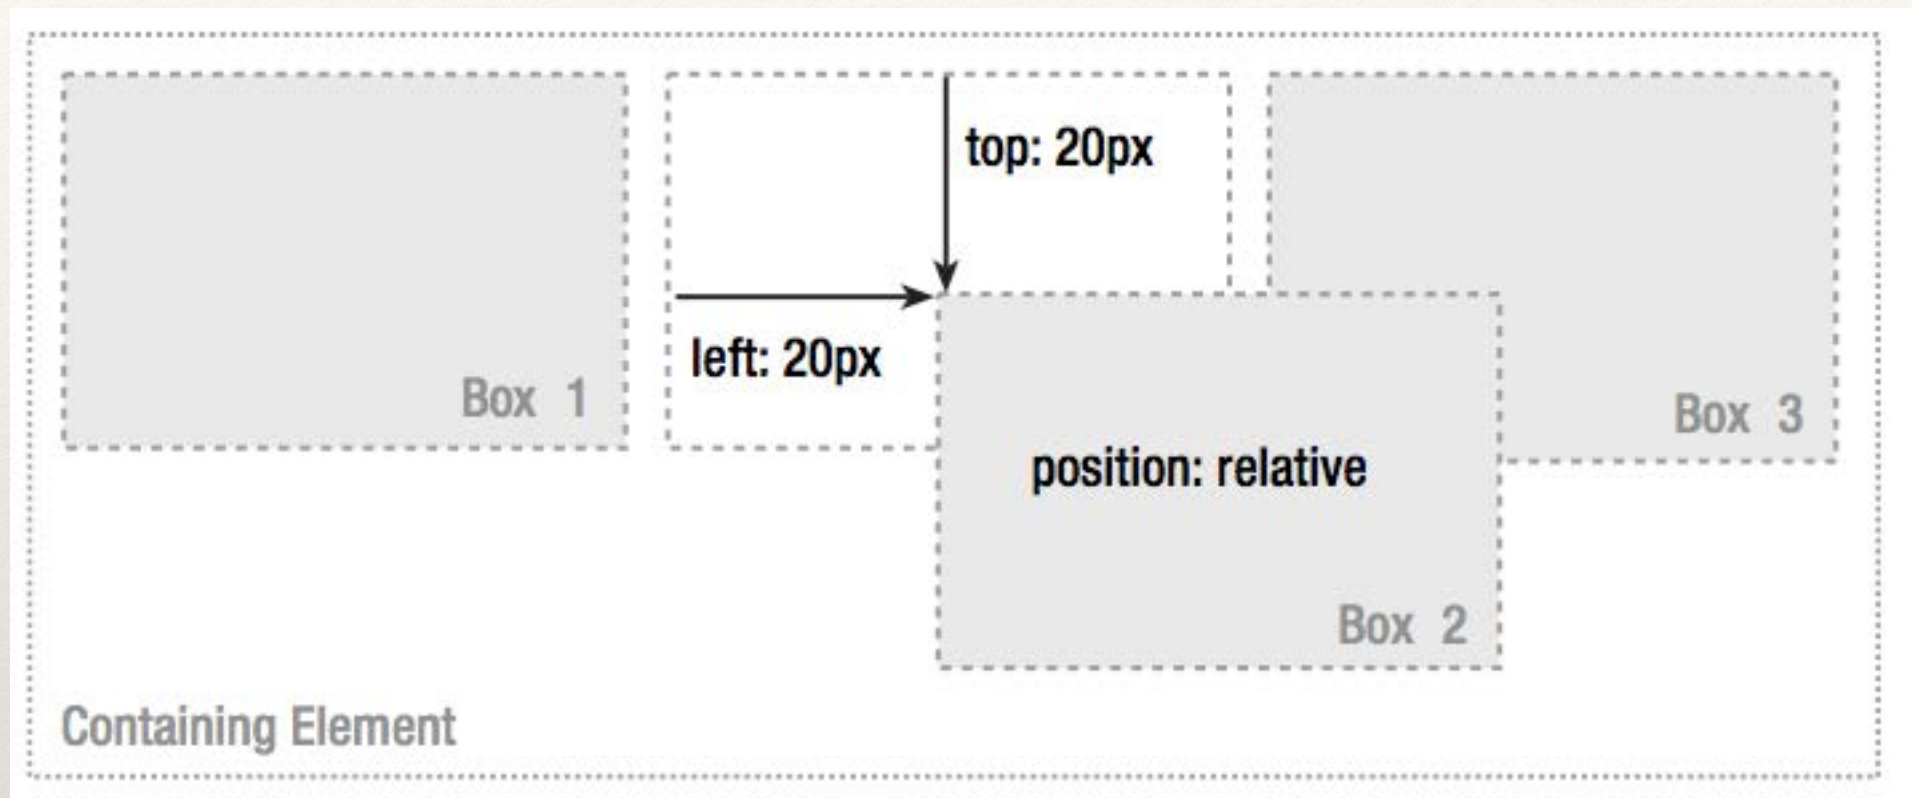 top: 20px
left: 20px
Box 1
Box 3
position: relative
Box 2
Containing Element